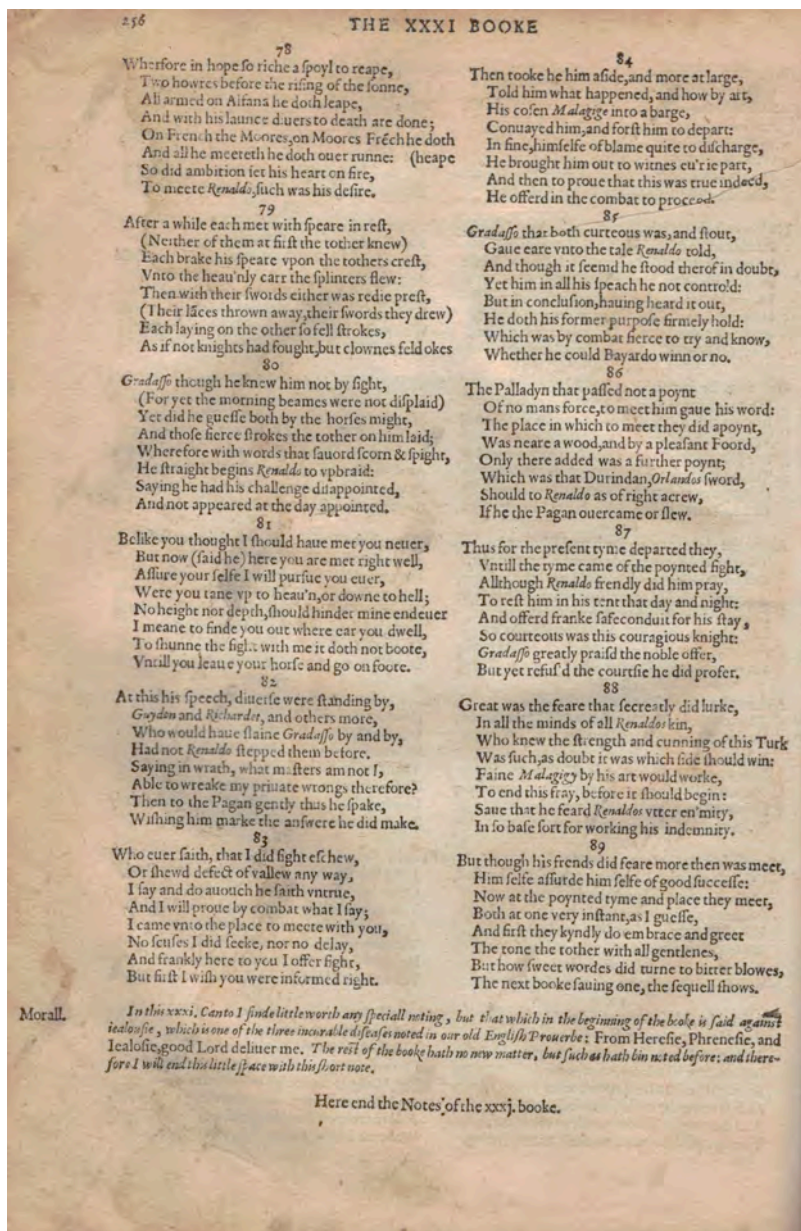 256
THE XXXI BOOKE
78
Wherfore in hope ſo riche a ſpoyl to reape,
Two howres before the riſing of the ſonne,
All armed on Alfana he doth leape,
And with his launce diuers to death are done;
On French the Moores, on Moores Frẽch he doth
And all he meeteth he doth ouer runne: (heape
So did ambition ſet his heart on fire,
To meete Renaldo, ſuch was his deſire.
79
After a while each met with ſpeare in reſt,
(Neither of them at firſt the tother knew)
Each brake his ſpeare vpon the tothers creſt,
Vnto the heau'nly carr the ſplinters flew:
Then with their ſwords either was redie preſt,
(Their lãces thrown away, their ſwords they drew)
Each laying on the other ſo fell ſtrokes,
As if not knights had fought, but clownes feld okes
80
Gradaſſo though he knew him not by ſight,
(For yet the morning beames were not diſplaid)
Yet did he gueſſe both by the horſes might,
And thoſe fierce ſtrokes the tother on him laid;
Wherefore with words that ſauord ſcorn & ſpight,
He ſtraight begins Renaldo to vpbraid:
Saying he had his challenge diſappointed,
And not appeared at the day appointed.
81
Belike you thought I ſhould haue met you neuer,
But now (ſaid he) here you are met right well,
Aſſure your ſelfe I will purſue you euer,
Were you tane vp to heau'n, or downe to hell;
No height nor depth, ſhould hinder mine endeuer
I meane to finde you out where ear you dwell,
To ſhunne the fight with me it doth not boote,
Vntill you leaue your horſe and go on foote.
82
At this his ſpeech, diuerſe were ſtanding by,
Guydon and Richardet, and others more,
Who would haue ſlaine Gradaſſo by and by,
Had not Renaldo ſtepped them before.
Saying in wrath, what maſters am not I,
Able to wreake my priuate wrongs therefore?
Then to the Pagan gently thus he ſpake,
Wiſhing him marke the anſwere he did make.
83
Who euer ſaith, that I did fight eſchew,
Or ſhewd defect of vallew any way,
I ſay and do auouch he ſaith vntrue,
And I will proue by combat what I ſay;
I came vnto the place to meete with you,
No ſcuſes I did ſeeke, nor no delay,
And frankly here to you I offer fight,
But firſt I wiſh you were informed right.
84
Then tooke he him aſide, and more at large,
Told him what happened, and how by art,
His coſen Malagige into a barge,
Conuayed him, and forſt him to depart:
In fine, himſelfe of blame quite to diſcharge,
He brought him out to witnes eu'rie part,
And then to proue that this was true indeed,
He offerd in the combat to proceed.
85
Gradaſſo that both curteous was, and ſtout,
Gaue eare vnto the tale Renaldo told,
And though it ſeemd he ſtood therof in doubt,
Yet him in all his ſpeach he not controld:
But in concluſion, hauing heard it out,
He doth his former purpoſe firmely hold:
Which was by combat fierce to try and know,
Whether he could Bayardo winn or no.
86
The Palladyn that paſſed not a poynt
Of no mans force, to meet him gaue his word:
The place in which to meet they did apoynt,
Was neare a wood, and by a pleaſant Foord,
Only there added was a further poynt;
Which was that Durindan, Orlandos ſword,
Should to Renaldo as of right acrew,
If he the Pagan ouercame or ſlew.
87
Thus for the preſent tyme departed they,
Vntill the tyme came of the poynted fight,
Allthough Renaldo frendly did him pray,
To reſt him in his tent that day and night:
And offerd franke ſafeconduit for his ſtay,
So courteous was this couragious knight:
Gradaſſo greatly praiſd the noble offer,
But yet refuſ'd the courtſie he did profer.
88
Great was the feare that ſecreatly did lurke,
In all the minds of all Renaldos kin,
Who knew the ſtrength and cunning of this Turk
Was ſuch, as doubt it was which ſide ſhould win:
Faine Malagigy by his art would worke,
To end this fray, before it ſhould begin:
Saue that he feard Renaldos vtter en'mity,
In ſo baſe ſort for working his indemnity.
89
But though his frends did feare more then was meet,
Him ſelfe aſſurde him ſelfe of good ſucceſſe:
Now at the poynted tyme and place they meet,
Both at one very inſtant, as I gueſſe,
And firſt they kyndly do embrace and greet
The tone the tother with all gentlenes,
But how ſweet wordes did turne to bitter blowes,
The next booke ſauing one, the ſequell ſhows.
Morall.
In this xxxi. Canto I finde little worth any ſpeciall noting, but that which in the beginning of the booke is ſaid againſt
iealouſie, which is one of the three incurable diſeaſes noted in our old Engliſh Prouerbe: From Hereſie, Phreneſie, and
Iealoſie, good Lord deliuer me. The reſt of the booke hath no new matter, but ſuch as hath bin noted before: and there-
fore I will end this little ſpace with this ſhort note.
Here end the Notes of the xxxj. booke.